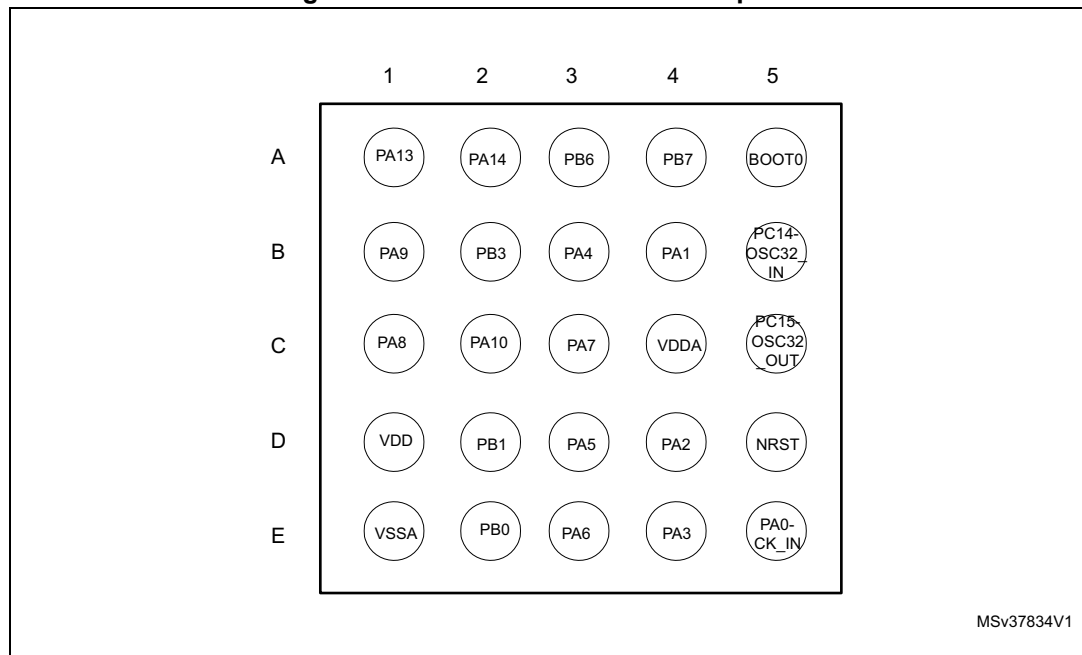 1 2 3 4 5
A PA13 PA14 PB6 PB7 BOOT0
B PA9 PB3 PA4 PA1 PC14-
OSC32_
IN
C PA8 PA10 PA7 VDDA PC15-
OSC32
_OUT
D VDD PB1 PA5 PA2 NRST
E VSSA PB0 PA6 PA3 PA0-
CK_IN
MSv37834V1